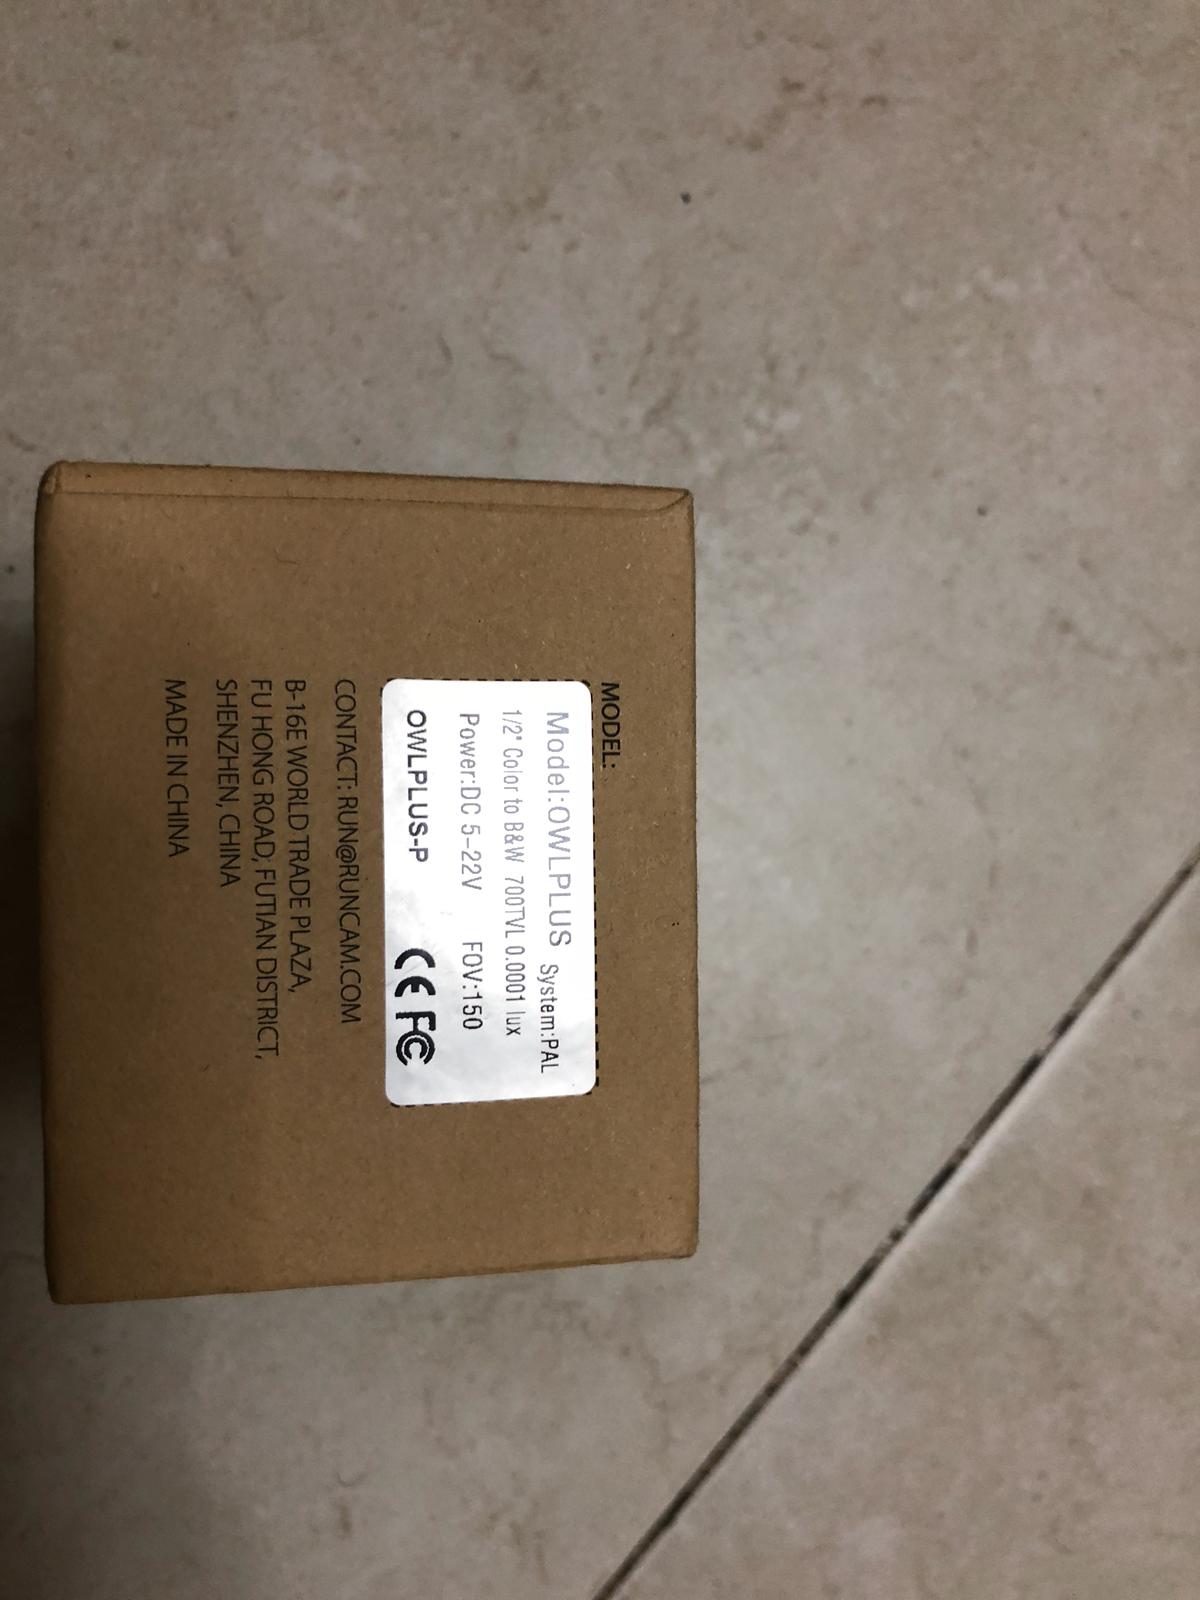 MODEL:
Model:OWLPLUS System:PAL
1/2" Color to B&W 700TVL 0.0001 lux
Power:DC 5-22V FOV:150
OWLPLUS-P CE FC
CONTACT: RUN@RUNCAM.COM
B-16E WORLD TRADE PLAZA,
FU HONG ROAD, FUTIAN DISTRICT,
SHENZHEN, CHINA
MADE IN CHINA